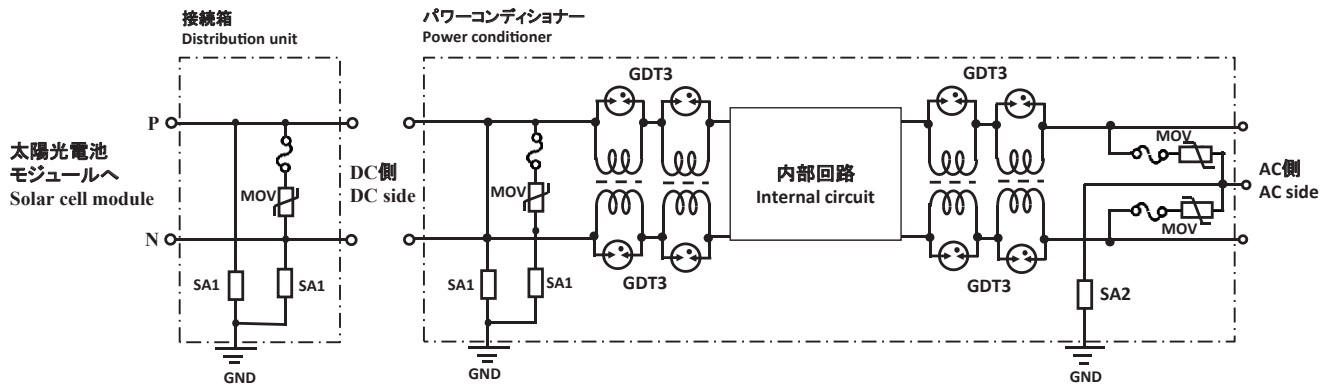 接続箱
Distribution unit
パワーコンディショナー
Power conditioner
GDT3
GDT3
P
MOV
MOV
太陽光電池
モジュールへ
Solar cell module
DC側
DC side
MOV
MOV
内部回路
Internal circuit
AC側
AC side
N
SA1
SA1
SA1
SA1
GDT3
GDT3
SA2
GND
GND
GND